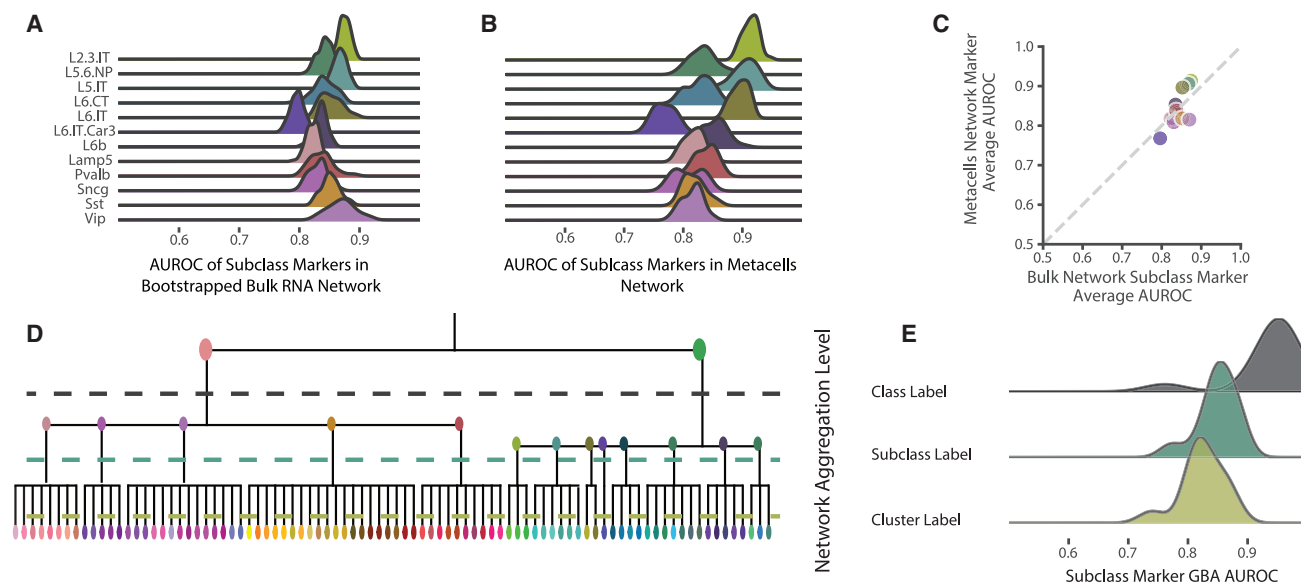 A
L2.3.IT
L5.6.NP
L5.IT
L6.CT
L6.IT
L6.IT.Car3
L6b
Lamp5
Pvalb
Sncg
Sst
Vip
0.6 0.7 0.8 0.9
AUROC of Subclass Markers in
Bootstrapped Bulk RNA Network
B
0.6 0.7 0.8 0.9
AUROC of Sublcass Markers in Metacells
Network
C
Metacells Network Marker
Average AUROC
1.0
0.9
0.8
0.7
0.6
0.5
0.5 0.6 0.7 0.8 0.9 1.0
Bulk Network Subclass Marker
Average AUROC
D
Network Aggregation Level
E
Class Label
Subclass Label
Cluster Label
0.6 0.7 0.8 0.9
Subclass Marker GBA AUROC